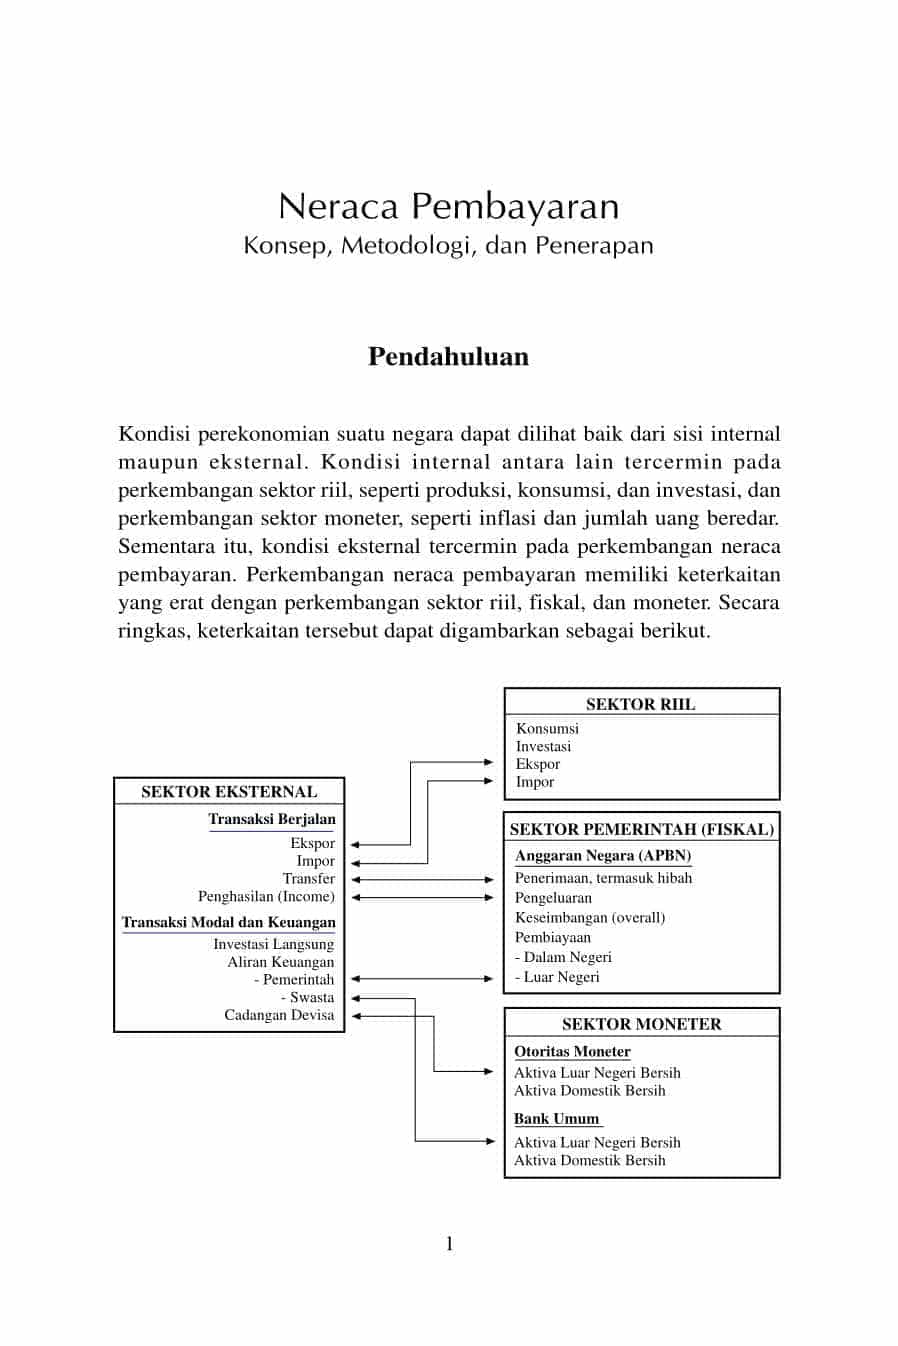 Neraca Pembayaran
Konsep, Metodologi, dan Penerapan
Pendahuluan
Kondisi perekonomian suatu negara dapat dilihat baik dari sisi internal
maupun eksternal. Kondisi internal antara lain tercermin pada
perkembangan sektor riil, seperti produksi, konsumsi, dan investasi, dan
perkembangan sektor moneter, seperti inflasi dan jumlah uang beredar.
Sementara itu, kondisi eksternal tercermin pada perkembangan neraca
pembayaran. Perkembangan neraca pembayaran memiliki keterkaitan
yang erat dengan perkembangan sektor riil, fiskal, dan moneter. Secara
ringkas, keterkaitan tersebut dapat digambarkan sebagai berikut.
SEKTOR EKSTERNAL
Transaksi Berjalan
Ekspor
Impor
Transfer
Penghasilan (Income)
Transaksi Modal dan Keuangan
Investasi Langsung
Aliran Keuangan
- Pemerintah
- Swasta
Cadangan Devisa
SEKTOR RIIL
Konsumsi
Investasi
Ekspor
Impor
SEKTOR PEMERINTAH (FISKAL)
Anggaran Negara (APBN)
Penerimaan, termasuk hibah
Pengeluaran
Keseimbangan (overall)
Pembiayaan
- Dalam Negeri
- Luar Negeri
SEKTOR MONETER
Otoritas Moneter
Aktiva Luar Negeri Bersih
Aktiva Domestik Bersih
Bank Umum
Aktiva Luar Negeri Bersih
Aktiva Domestik Bersih
1